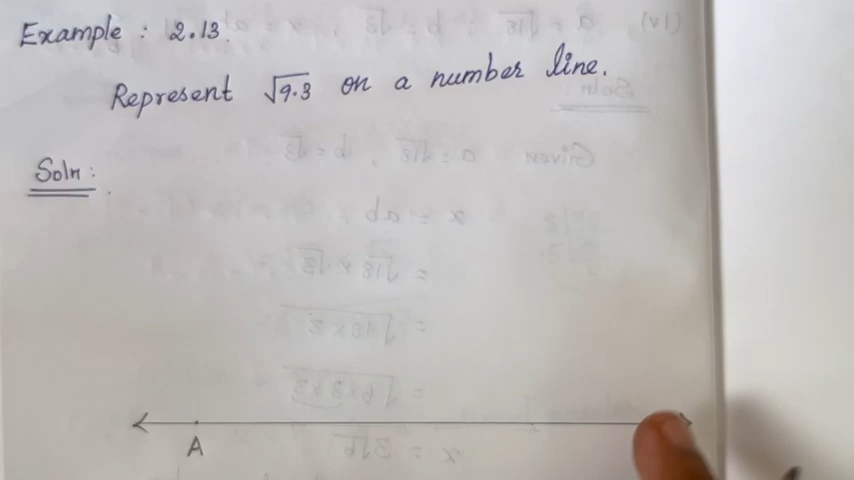 Example : 2.13.
Represent √9.3 on a number line.
Soln :
A